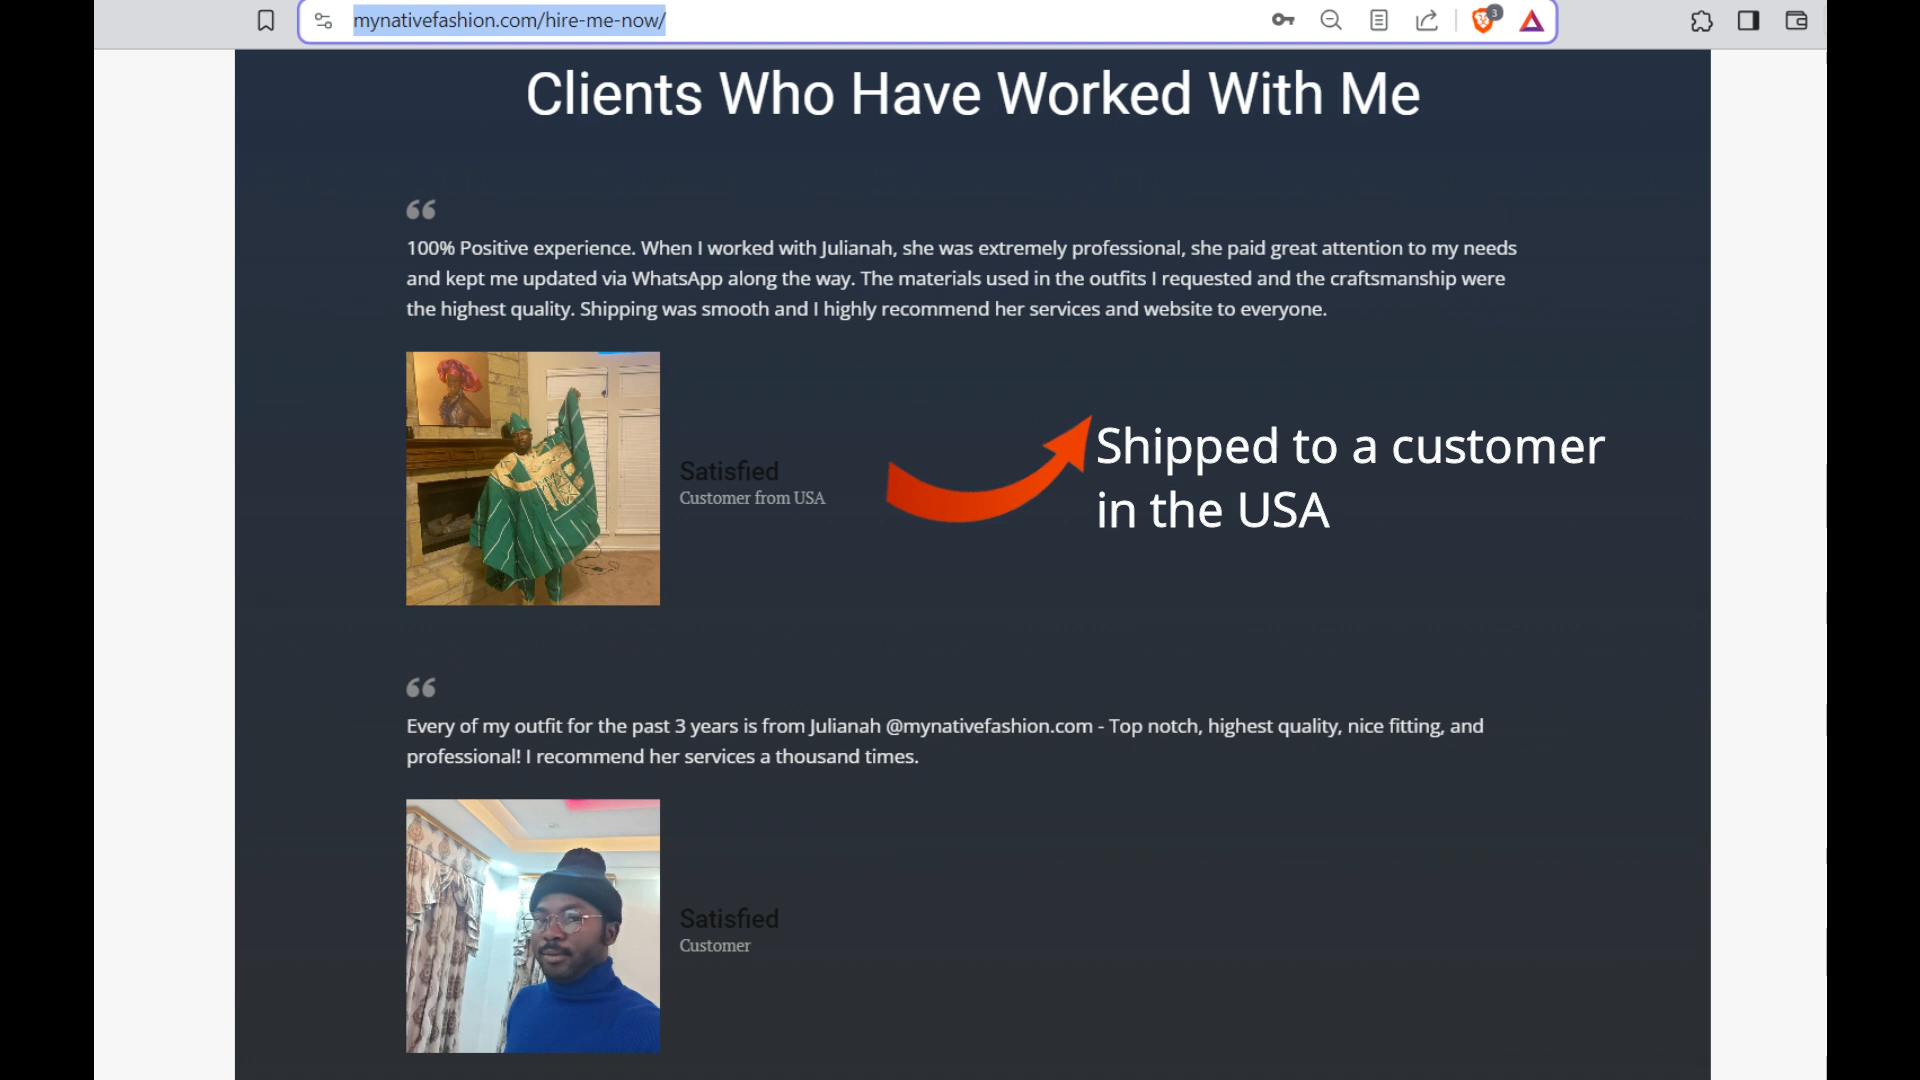 mynativefashion.com/hire-me-now/
3
Clients Who Have Worked With Me
“
100% Positive experience. When I worked with Julianah, she was extremely professional, she paid great attention to my needs
and kept me updated via WhatsApp along the way. The materials used in the outfits I requested and the craftsmanship were
the highest quality. Shipping was smooth and I highly recommend her services and website to everyone.
Satisfied
Customer from USA
Shipped to a customer
in the USA
“
Every of my outfit for the past 3 years is from Julianah @mynativefashion.com - Top notch, highest quality, nice fitting, and
professional! I recommend her services a thousand times.
Satisfied
Customer